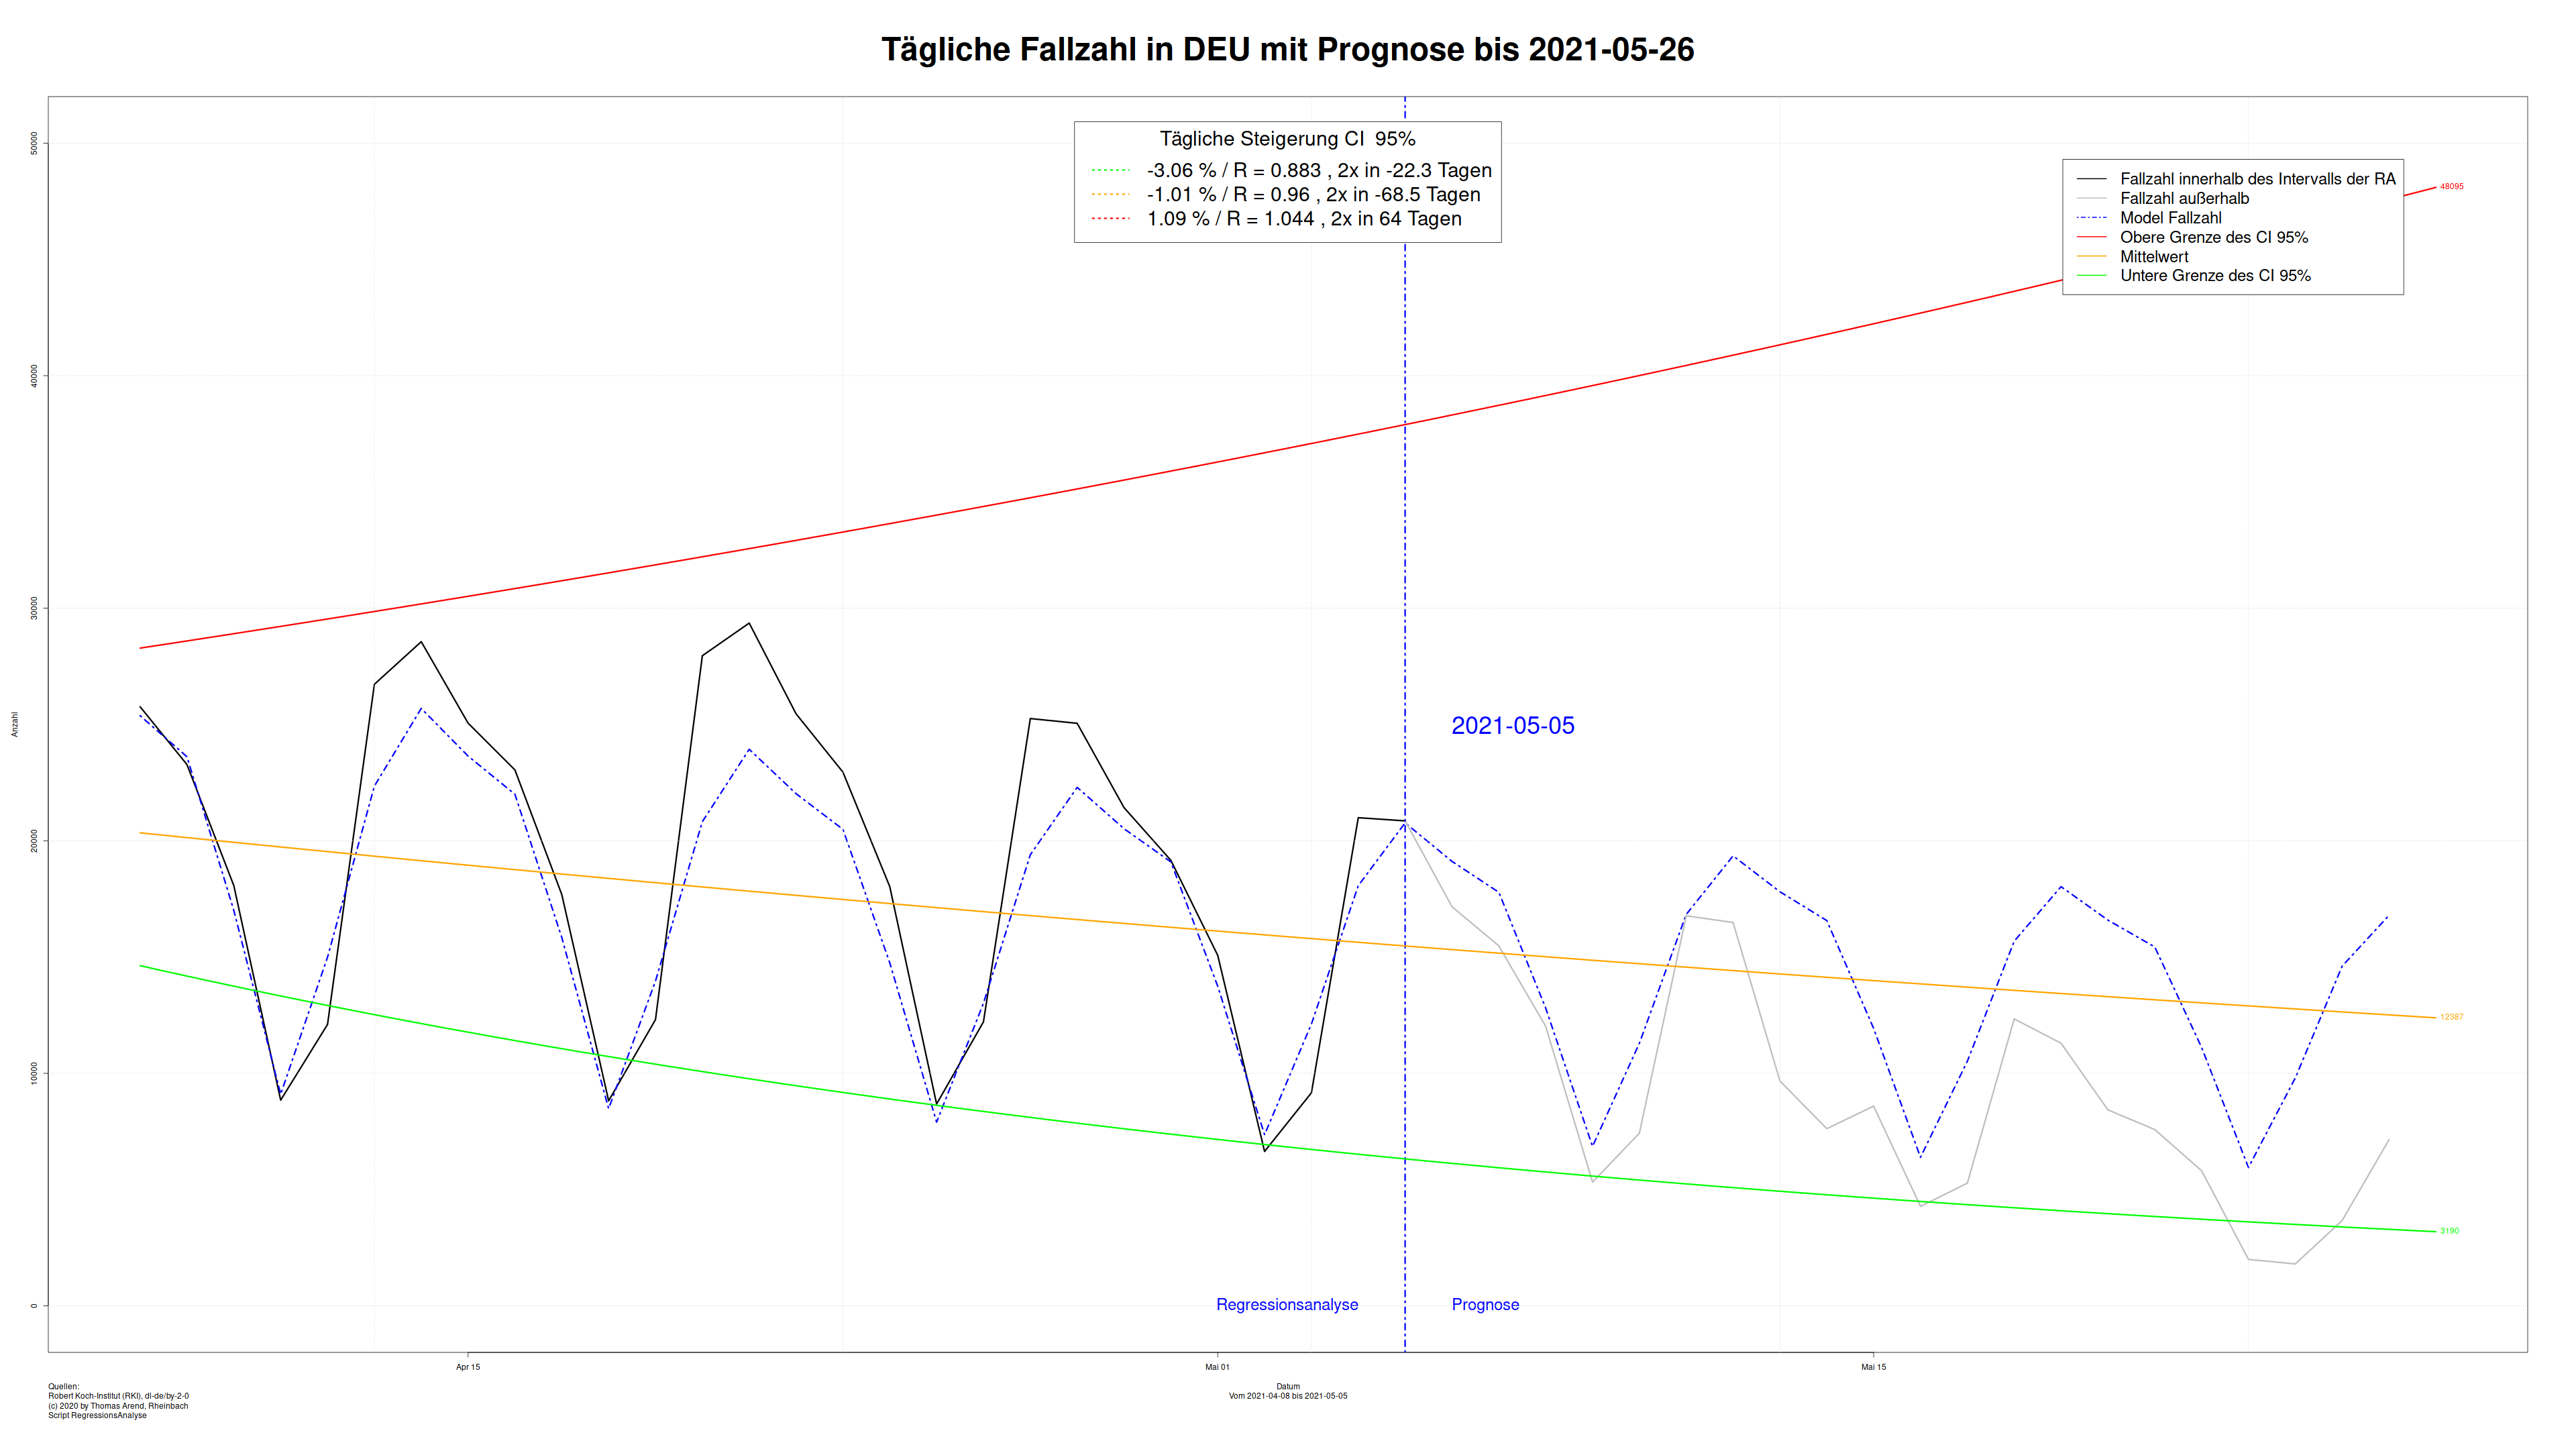 Tägliche Fallzahl in DEU mit Prognose bis 2021-05-26
Tägliche Steigerung CI  95%
-3.06 % / R = 0.883 , 2x in -22.3 Tagen
-1.01 % / R = 0.96 , 2x in -68.5 Tagen
1.09 % / R = 1.044 , 2x in 64 Tagen
Fallzahl innerhalb des Intervalls der RA
Fallzahl außerhalb
Model Fallzahl
Obere Grenze des CI 95%
Mittelwert
Untere Grenze des CI 95%
48095
50000
40000
30000
20000
10000
0
Anzahl
2021-05-05
12387
3190
Regressionsanalyse
Prognose
Apr 15
Mai 01
Mai 15
Datum
Vom 2021-04-08 bis 2021-05-05
Quellen:
Robert Koch-Institut (RKI), dl-de/by-2-0
(c) 2020 by Thomas Arend, Rheinbach
Script RegressionsAnalyse